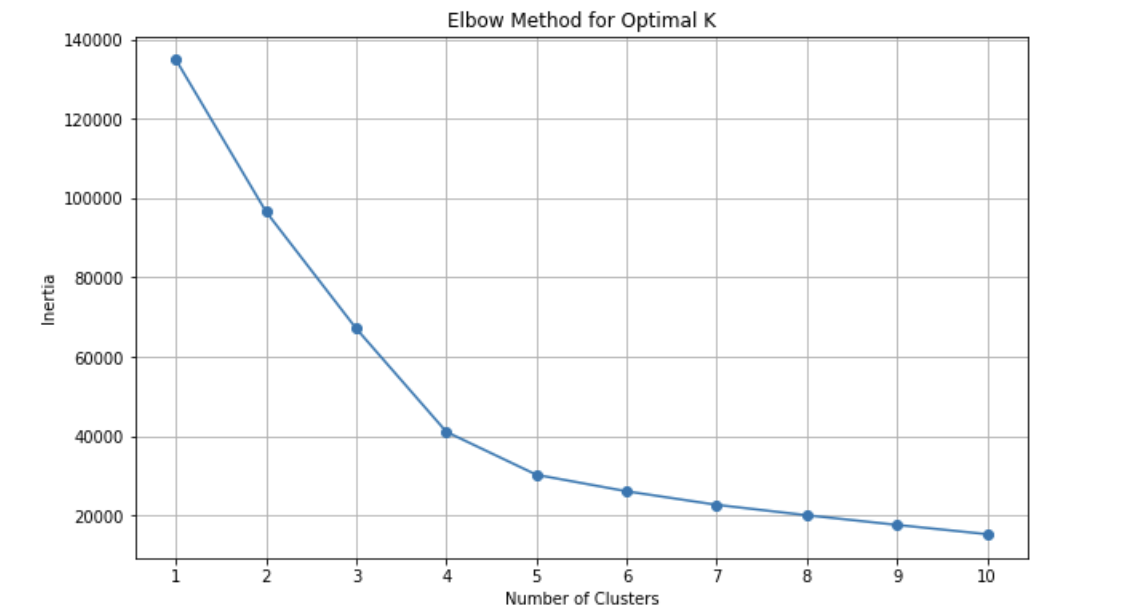 Elbow Method for Optimal K
140000
120000
100000
80000
60000
40000
20000
Inertia
1 2 3 4 5 6 7 8 9 10
Number of Clusters